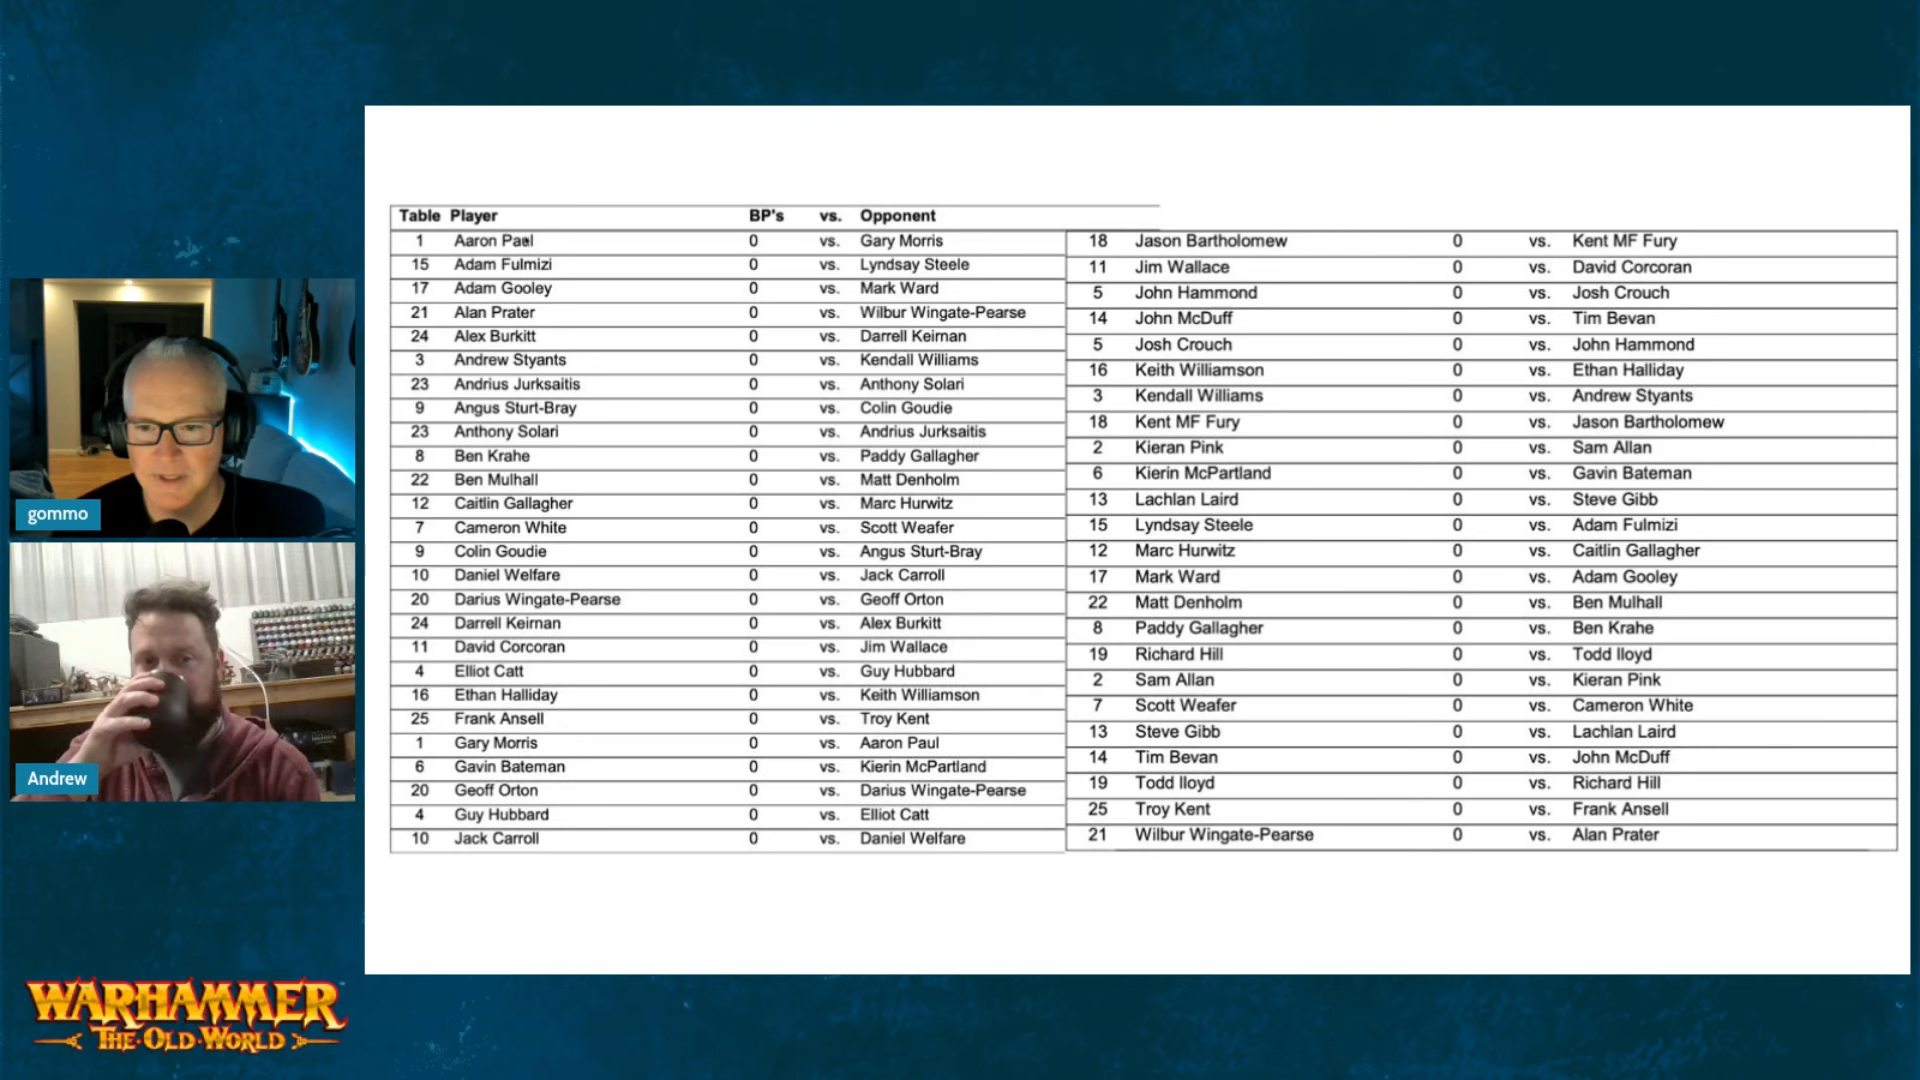 Table Player BP's vs. Opponent
1 Aaron Paul 0 vs. Gary Morris
15 Adam Fulmizi 0 vs. Lyndsay Steele
17 Adam Gooley 0 vs. Mark Ward
21 Alan Prater 0 vs. Wilbur Wingate-Pearse
24 Alex Burkitt 0 vs. Darrell Keirnan
3 Andrew Styants 0 vs. Kendall Williams
23 Andrius Jurksaitis 0 vs. Anthony Solari
9 Angus Sturt-Bray 0 vs. Colin Goudie
23 Anthony Solari 0 vs. Andrius Jurksaitis
8 Ben Krahe 0 vs. Paddy Gallagher
22 Ben Mulhall 0 vs. Matt Denholm
12 Caitlin Gallagher 0 vs. Marc Hurwitz
7 Cameron White 0 vs. Scott Weafer
9 Colin Goudie 0 vs. Angus Sturt-Bray
10 Daniel Welfare 0 vs. Jack Carroll
20 Darius Wingate-Pearse 0 vs. Geoff Orton
24 Darrell Keirnan 0 vs. Alex Burkitt
11 David Corcoran 0 vs. Jim Wallace
4 Elliot Catt 0 vs. Guy Hubbard
16 Ethan Halliday 0 vs. Keith Williamson
25 Frank Ansell 0 vs. Troy Kent
1 Gary Morris 0 vs. Aaron Paul
6 Gavin Bateman 0 vs. Kierin McPartland
20 Geoff Orton 0 vs. Darius Wingate-Pearse
4 Guy Hubbard 0 vs. Elliot Catt
10 Jack Carroll 0 vs. Daniel Welfare
18 Jason Bartholomew 0 vs. Kent MF Fury
11 Jim Wallace 0 vs. David Corcoran
5 John Hammond 0 vs. Josh Crouch
14 John McDuff 0 vs. Tim Bevan
5 Josh Crouch 0 vs. John Hammond
16 Keith Williamson 0 vs. Ethan Halliday
3 Kendall Williams 0 vs. Andrew Styants
18 Kent MF Fury 0 vs. Jason Bartholomew
2 Kieran Pink 0 vs. Sam Allan
6 Kierin McPartland 0 vs. Gavin Bateman
13 Lachlan Laird 0 vs. Steve Gibb
15 Lyndsay Steele 0 vs. Adam Fulmizi
12 Marc Hurwitz 0 vs. Caitlin Gallagher
17 Mark Ward 0 vs. Adam Gooley
22 Matt Denholm 0 vs. Ben Mulhall
8 Paddy Gallagher 0 vs. Ben Krahe
19 Richard Hill 0 vs. Todd lloyd
2 Sam Allan 0 vs. Kieran Pink
7 Scott Weafer 0 vs. Cameron White
13 Steve Gibb 0 vs. Lachlan Laird
14 Tim Bevan 0 vs. John McDuff
19 Todd lloyd 0 vs. Richard Hill
25 Troy Kent 0 vs. Frank Ansell
21 Wilbur Wingate-Pearse 0 vs. Alan Prater
gommo
Andrew
WARHAMMER
THE·OLD·WORLD